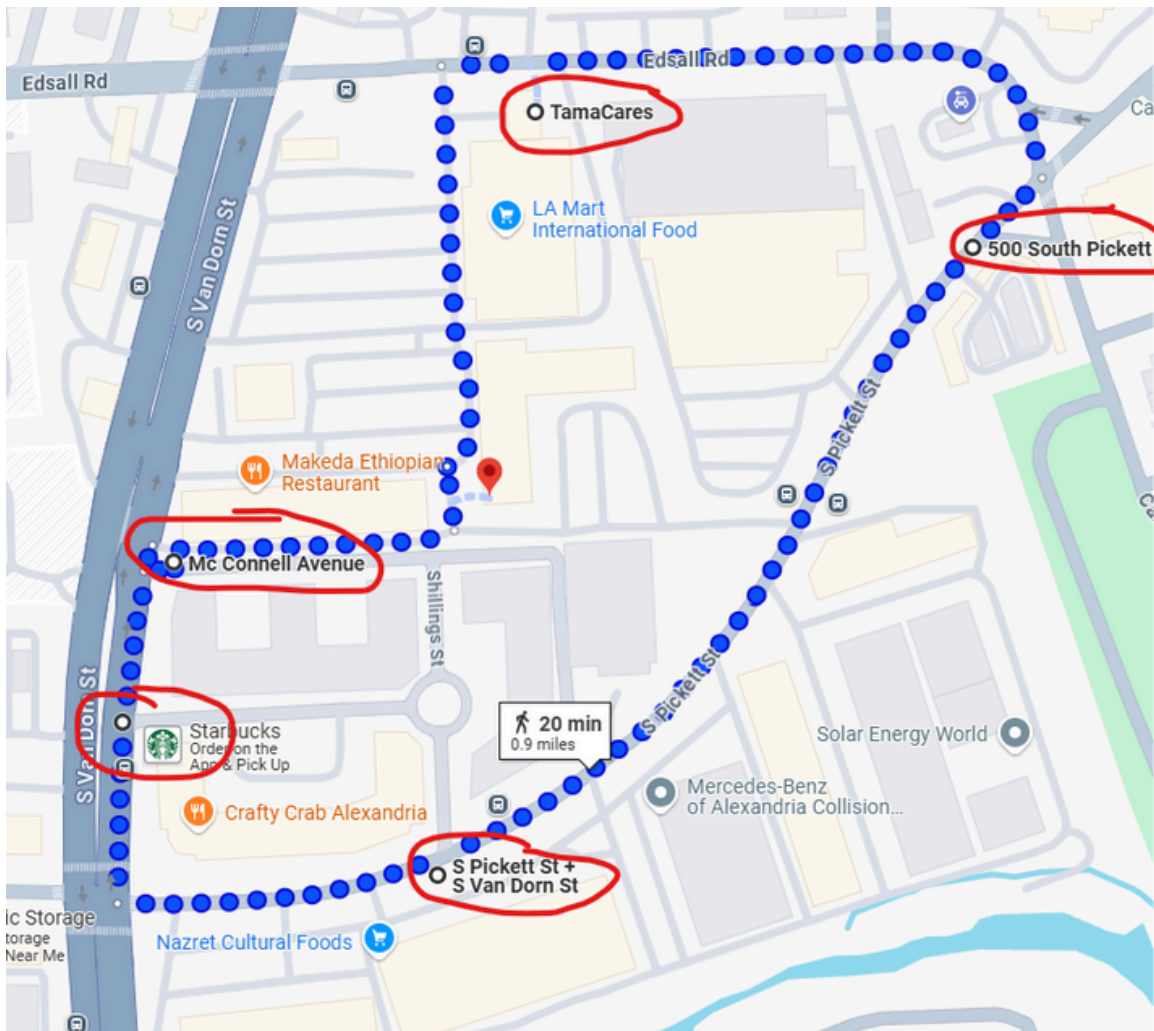 Edsall Rd
Edsall Rd
TamaCares
Ca
S Van Dorn St
LA Mart
International Food
500 South Pickett
S Pickett St
Makeda Ethiopian
Restaurant
Mc Connell Avenue
Shillings St
S Van Dorn St
S Pickett St
20 min
0.9 miles
Starbucks
Order on the
App & Pick Up
Solar Energy World
Mercedes-Benz
of Alexandria Collision...
Crafty Crab Alexandria
S Pickett St +
S Van Dorn St
ic Storage
torage
Near Me
Nazret Cultural Foods